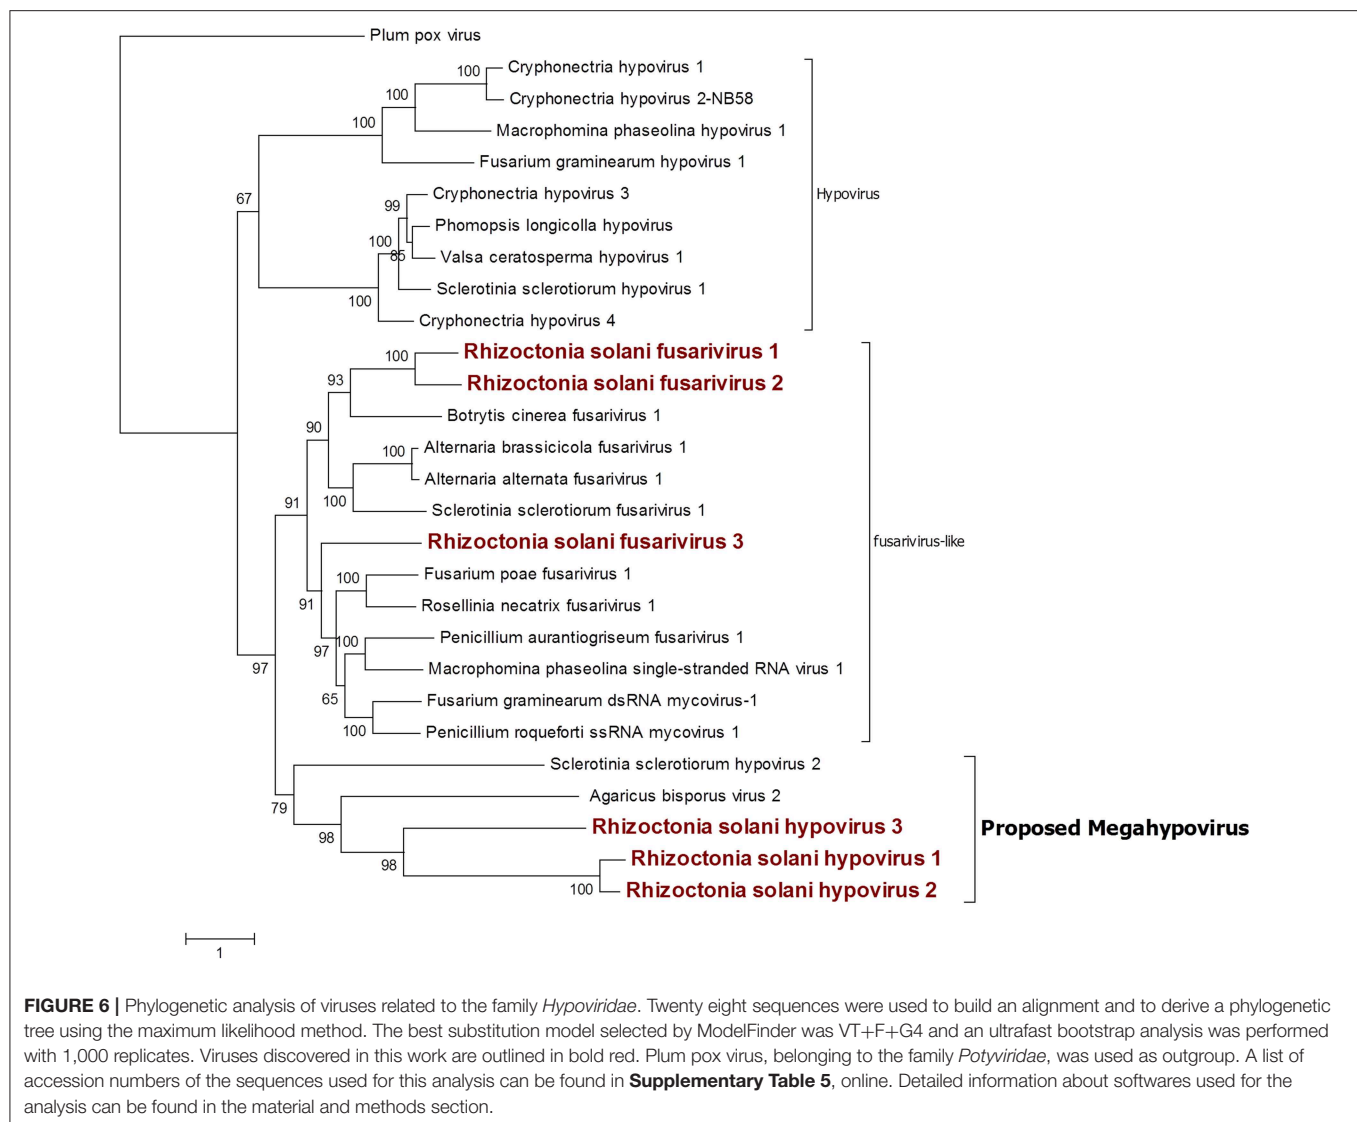 Plum pox virus
100
Cryphonectria hypovirus 1
100
Cryphonectria hypovirus 2-NB58
100
Macrophomina phaseolina hypovirus 1
Fusarium graminearum hypovirus 1
67
99
Cryphonectria hypovirus 3
Hypovirus
Phomopsis longicolla hypovirus
100
85
Valsa ceratosperma hypovirus 1
Sclerotinia sclerotiorum hypovirus 1
100
Cryphonectria hypovirus 4
100
Rhizoctonia solani fusarivirus 1
93
Rhizoctonia solani fusarivirus 2
90
Botrytis cinerea fusarivirus 1
100
Alternaria brassicicola fusarivirus 1
Alternaria alternata fusarivirus 1
91
100
Sclerotinia sclerotiorum fusarivirus 1
Rhizoctonia solani fusarivirus 3
fusarivirus-like
100
Fusarium poae fusarivirus 1
91
Rosellinia necatrix fusarivirus 1
97
100
Penicillium aurantiogriseum fusarivirus 1
97
Macrophomina phaseolina single-stranded RNA virus 1
65
Fusarium graminearum dsRNA mycovirus-1
100
Penicillium roqueforti ssRNA mycovirus 1
Sclerotinia sclerotiorum hypovirus 2
79
Agaricus bisporus virus 2
98
Rhizoctonia solani hypovirus 3
Proposed Megahypovirus
98
Rhizoctonia solani hypovirus 1
100
Rhizoctonia solani hypovirus 2
1
FIGURE 6 | Phylogenetic analysis of viruses related to the family Hypoviridae. Twenty eight sequences were used to build an alignment and to derive a phylogenetic
tree using the maximum likelihood method. The best substitution model selected by ModelFinder was VT+F+G4 and an ultrafast bootstrap analysis was performed
with 1,000 replicates. Viruses discovered in this work are outlined in bold red. Plum pox virus, belonging to the family Potyviridae, was used as outgroup. A list of
accession numbers of the sequences used for this analysis can be found in Supplementary Table 5, online. Detailed information about softwares used for the
analysis can be found in the material and methods section.